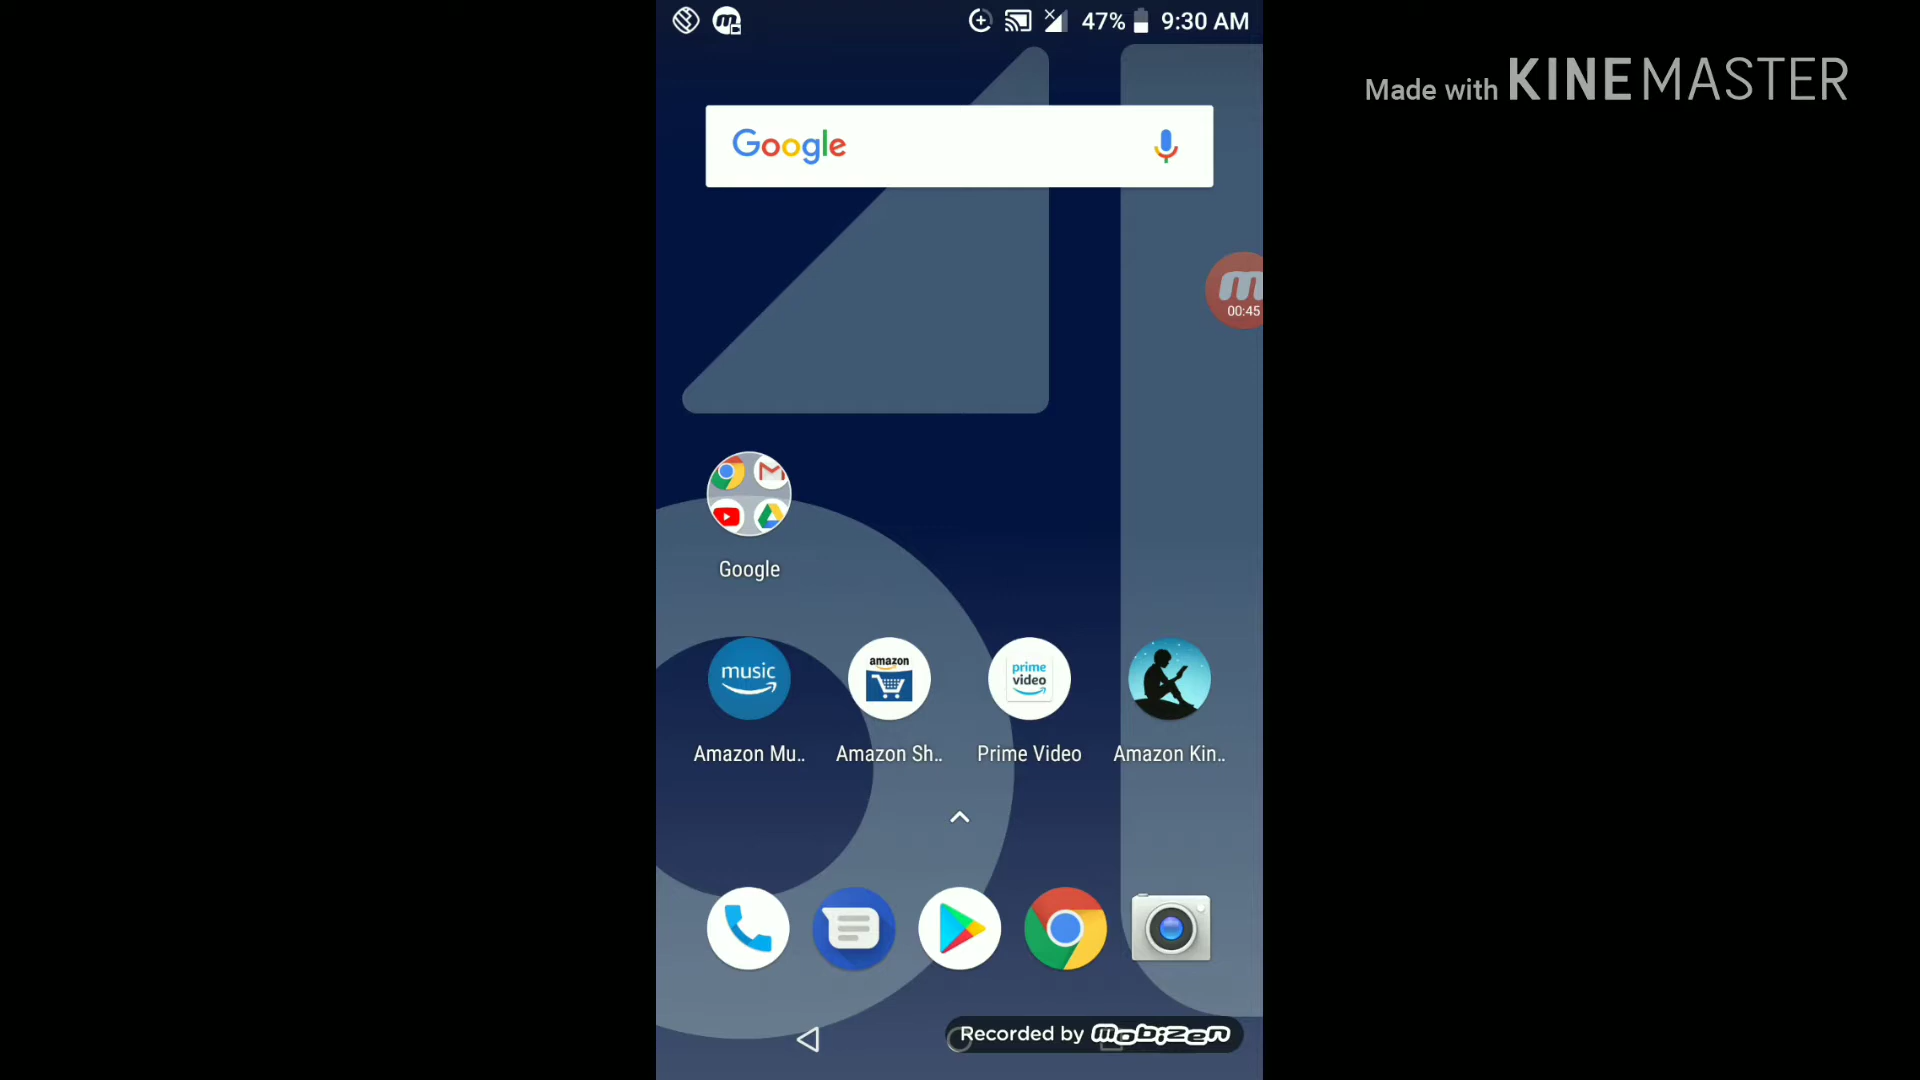 47% 9:30 AM
Made with KINEMASTER
Google
m
00:45
Google
music
amazon
prime
video
Amazon Mu..
Amazon Sh..
Prime Video
Amazon Kin..
Recorded by mobizen